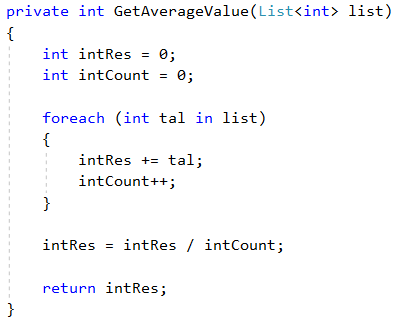 private int GetAverageValue(List<int> list)
{
    int intRes = 0;
    int intCount = 0;

    foreach (int tal in list)
    {
        intRes += tal;
        intCount++;
    }

    intRes = intRes / intCount;

    return intRes;
}